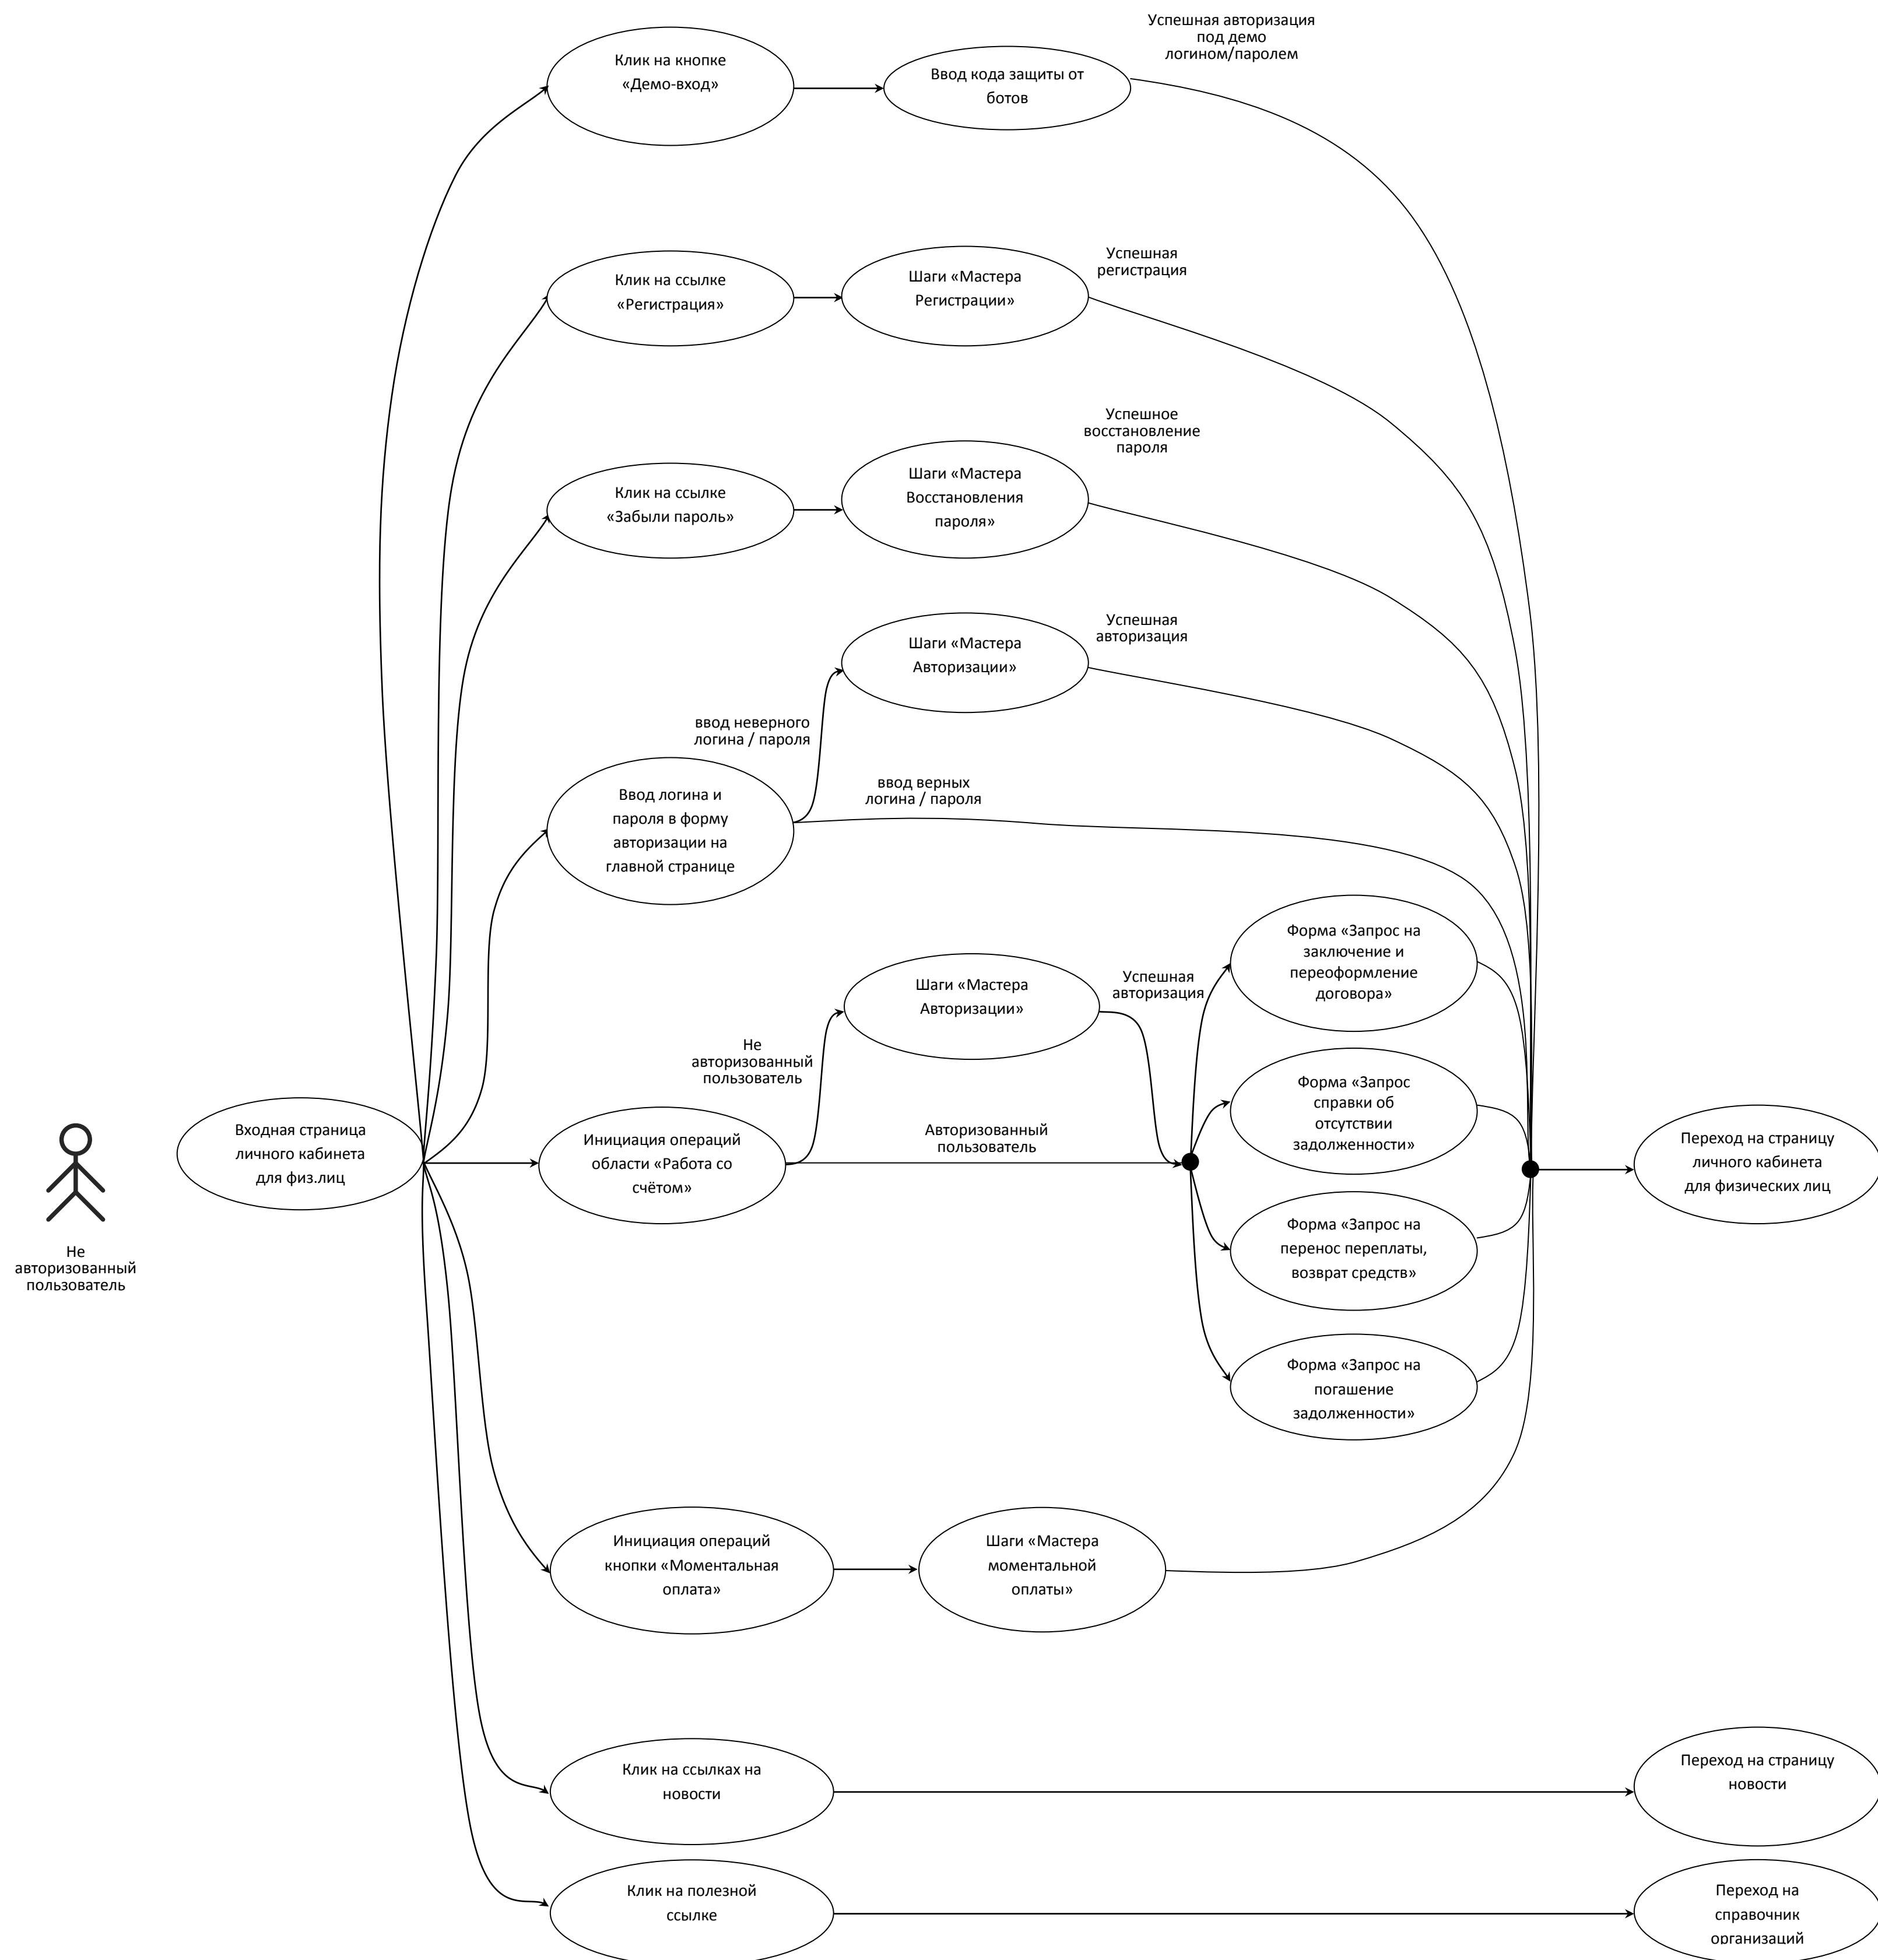 Успешная авторизация
под демо
логином/паролем
Клик на кнопке
«Демо-вход»
Ввод кода защиты от
ботов
Клик на ссылке
«Регистрация»
Шаги «Мастера
Регистрации»
Успешная
регистрация
Клик на ссылке
«Забыли пароль»
Шаги «Мастера
Восстановления
пароля»
Успешное
восстановление
пароля
Шаги «Мастера
Авторизации»
Успешная
авторизация
ввод неверного
логина / пароля
Ввод логина и
пароля в форму
авторизации на
главной странице
ввод верных
логина / пароля
Форма «Запрос на
заключение и
переоформление
договора»
Шаги «Мастера
Авторизации»
Успешная
авторизация
Не
авторизованный
пользователь
Форма «Запрос
справки об
отсутствии
задолженности»
Входная страница
личного кабинета
для физ.лиц
Инициация операций
области «Работа со
счётом»
Авторизованный
пользователь
Переход на страницу
личного кабинета
для физических лиц
Не
авторизованный
пользователь
Форма «Запрос на
перенос переплаты,
возврат средств»
Форма «Запрос на
погашение
задолженности»
Инициация операций
кнопки «Моментальная
оплата»
Шаги «Мастера
моментальной
оплаты»
Клик на ссылках на
новости
Переход на страницу
новости
Клик на полезной
ссылке
Переход на
справочник
организаций